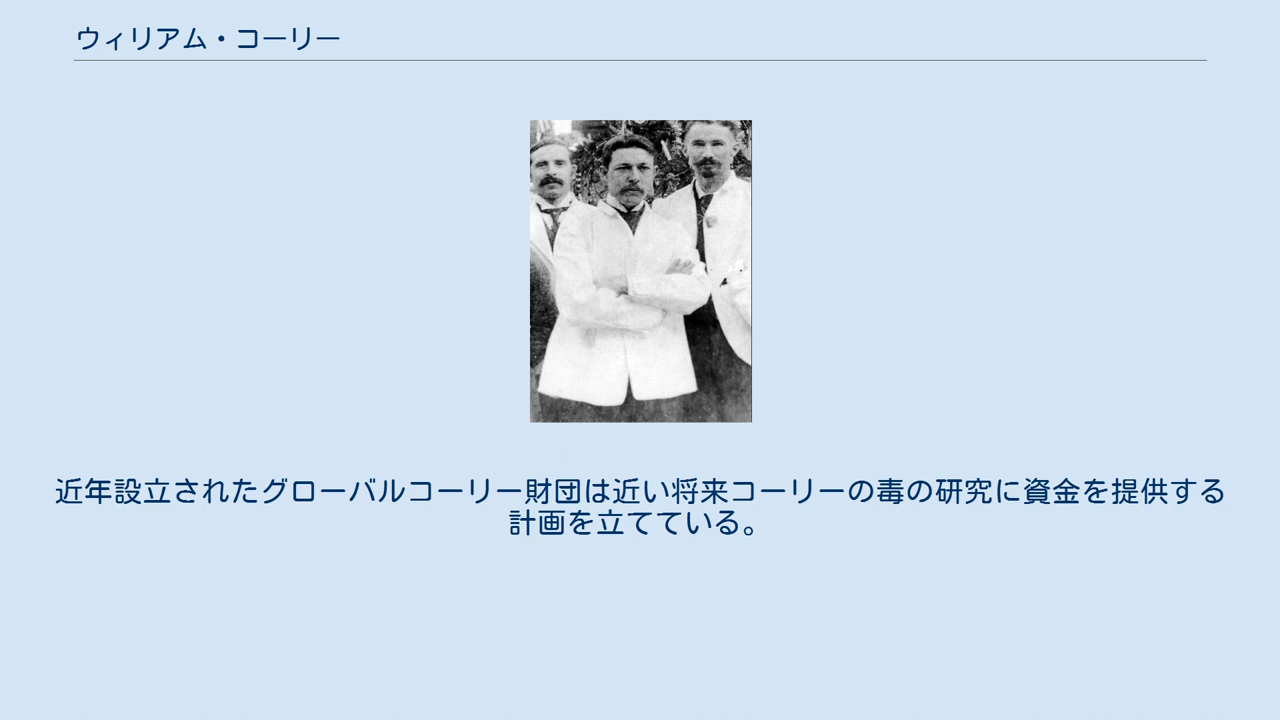 ウィリアム・コーリー
近年設立されたグローバルコーリー財団は近い将来コーリーの毒の研究に資金を提供する
計画を立てている。